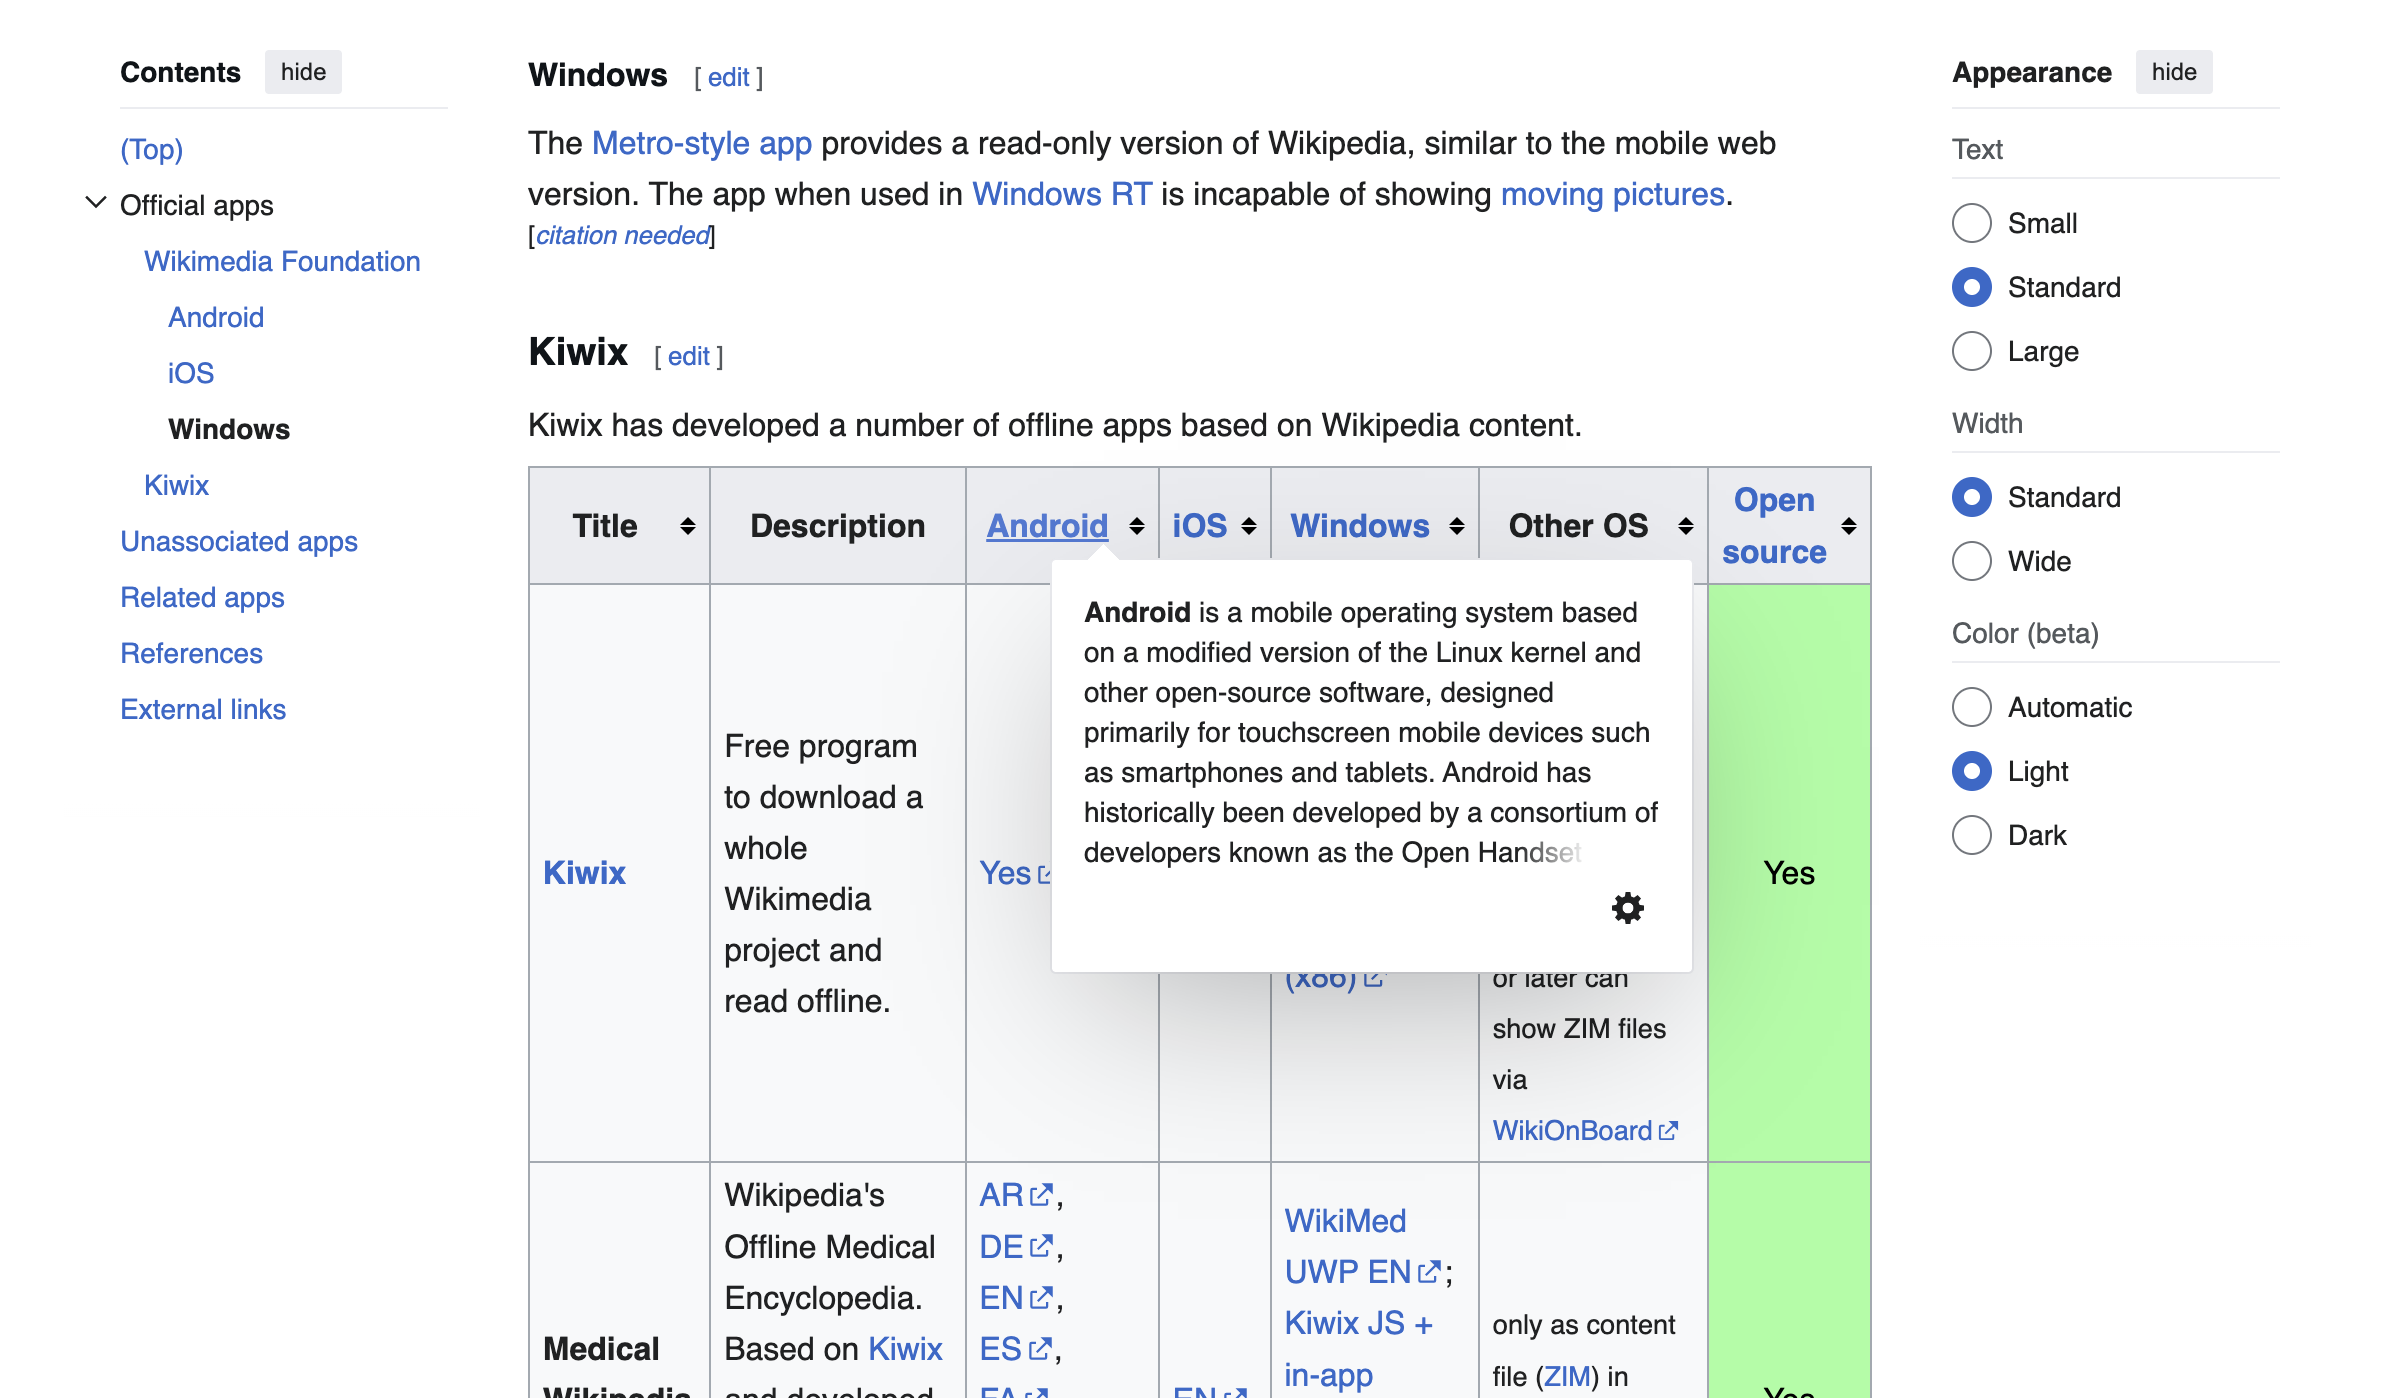 Contents hide
(Top)
Official apps
Wikimedia Foundation
Android
iOS
Windows
Kiwix
Unassociated apps
Related apps
References
External links
Windows [ edit ]
The Metro-style app provides a read-only version of Wikipedia, similar to the mobile web
version. The app when used in Windows RT is incapable of showing moving pictures.
[citation needed]
Kiwix [ edit ]
Kiwix has developed a number of offline apps based on Wikipedia content.
Title Description Android iOS Windows Other OS Open
source
Kiwix
Free program
to download a
whole
Wikimedia
project and
read offline.
Yes
Android is a mobile operating system based
on a modified version of the Linux kernel and
other open-source software, designed
primarily for touchscreen mobile devices such
as smartphones and tablets. Android has
historically been developed by a consortium of
developers known as the Open Handset
(x86)
or later can
show ZIM files
via
WikiOnBoard
Yes
Medical
Wikipedia
Wikipedia's
Offline Medical
Encyclopedia.
Based on Kiwix
and developed
AR,
DE,
EN,
ES,
FA
EN
WikiMed
UWP EN;
Kiwix JS +
in-app
only as content
file (ZIM) in
Yes
Appearance hide
Text
Small
Standard
Large
Width
Standard
Wide
Color (beta)
Automatic
Light
Dark